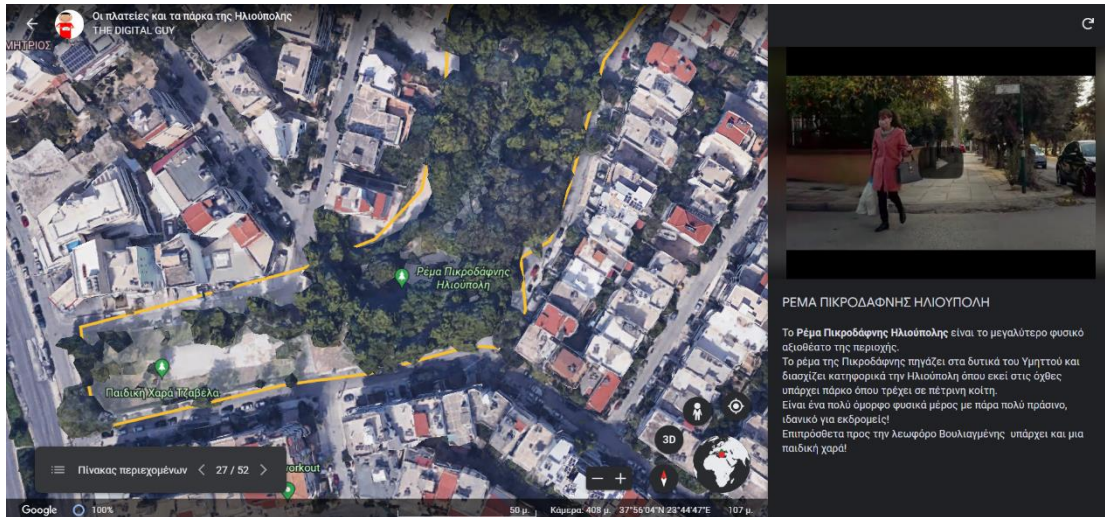 Οι πλατείες και τα πάρκα της Ηλιούπολης
THE DIGITAL GUY
ΜΗΤΡΙΟΣ
Ρέμα Πικροδάφνης
Ηλιούπολη
Παιδική Χαρά Τζαβέλα
Πίνακας περιεχομένων 27 / 52
workout
3D
Google 100% 50 μ. Κάμερα: 408 μ. 37°56'04"N 23°44'47"E 107 μ.
ΡΕΜΑ ΠΙΚΡΟΔΑΦΝΗΣ ΗΛΙΟΥΠΟΛΗ
Το Ρέμα Πικροδάφνης Ηλιούπολης είναι το μεγαλύτερο φυσικό
αξιοθέατο της περιοχής.
Το ρέμα της Πικροδάφνης πηγάζει στα δυτικά του Υμηττού και
διασχίζει κατηφορικά την Ηλιούπολη όπου εκεί στις όχθες
υπάρχει πάρκο όπου τρέχει σε πέτρινη κοίτη.
Είναι ένα πολύ όμορφο φυσικά μέρος με πάρα πολύ πράσινο,
ιδανικό για εκδρομείς!
Επιπρόσθετα προς την λεωφόρο Βουλιαγμένης υπάρχει και μια
παιδική χαρά!